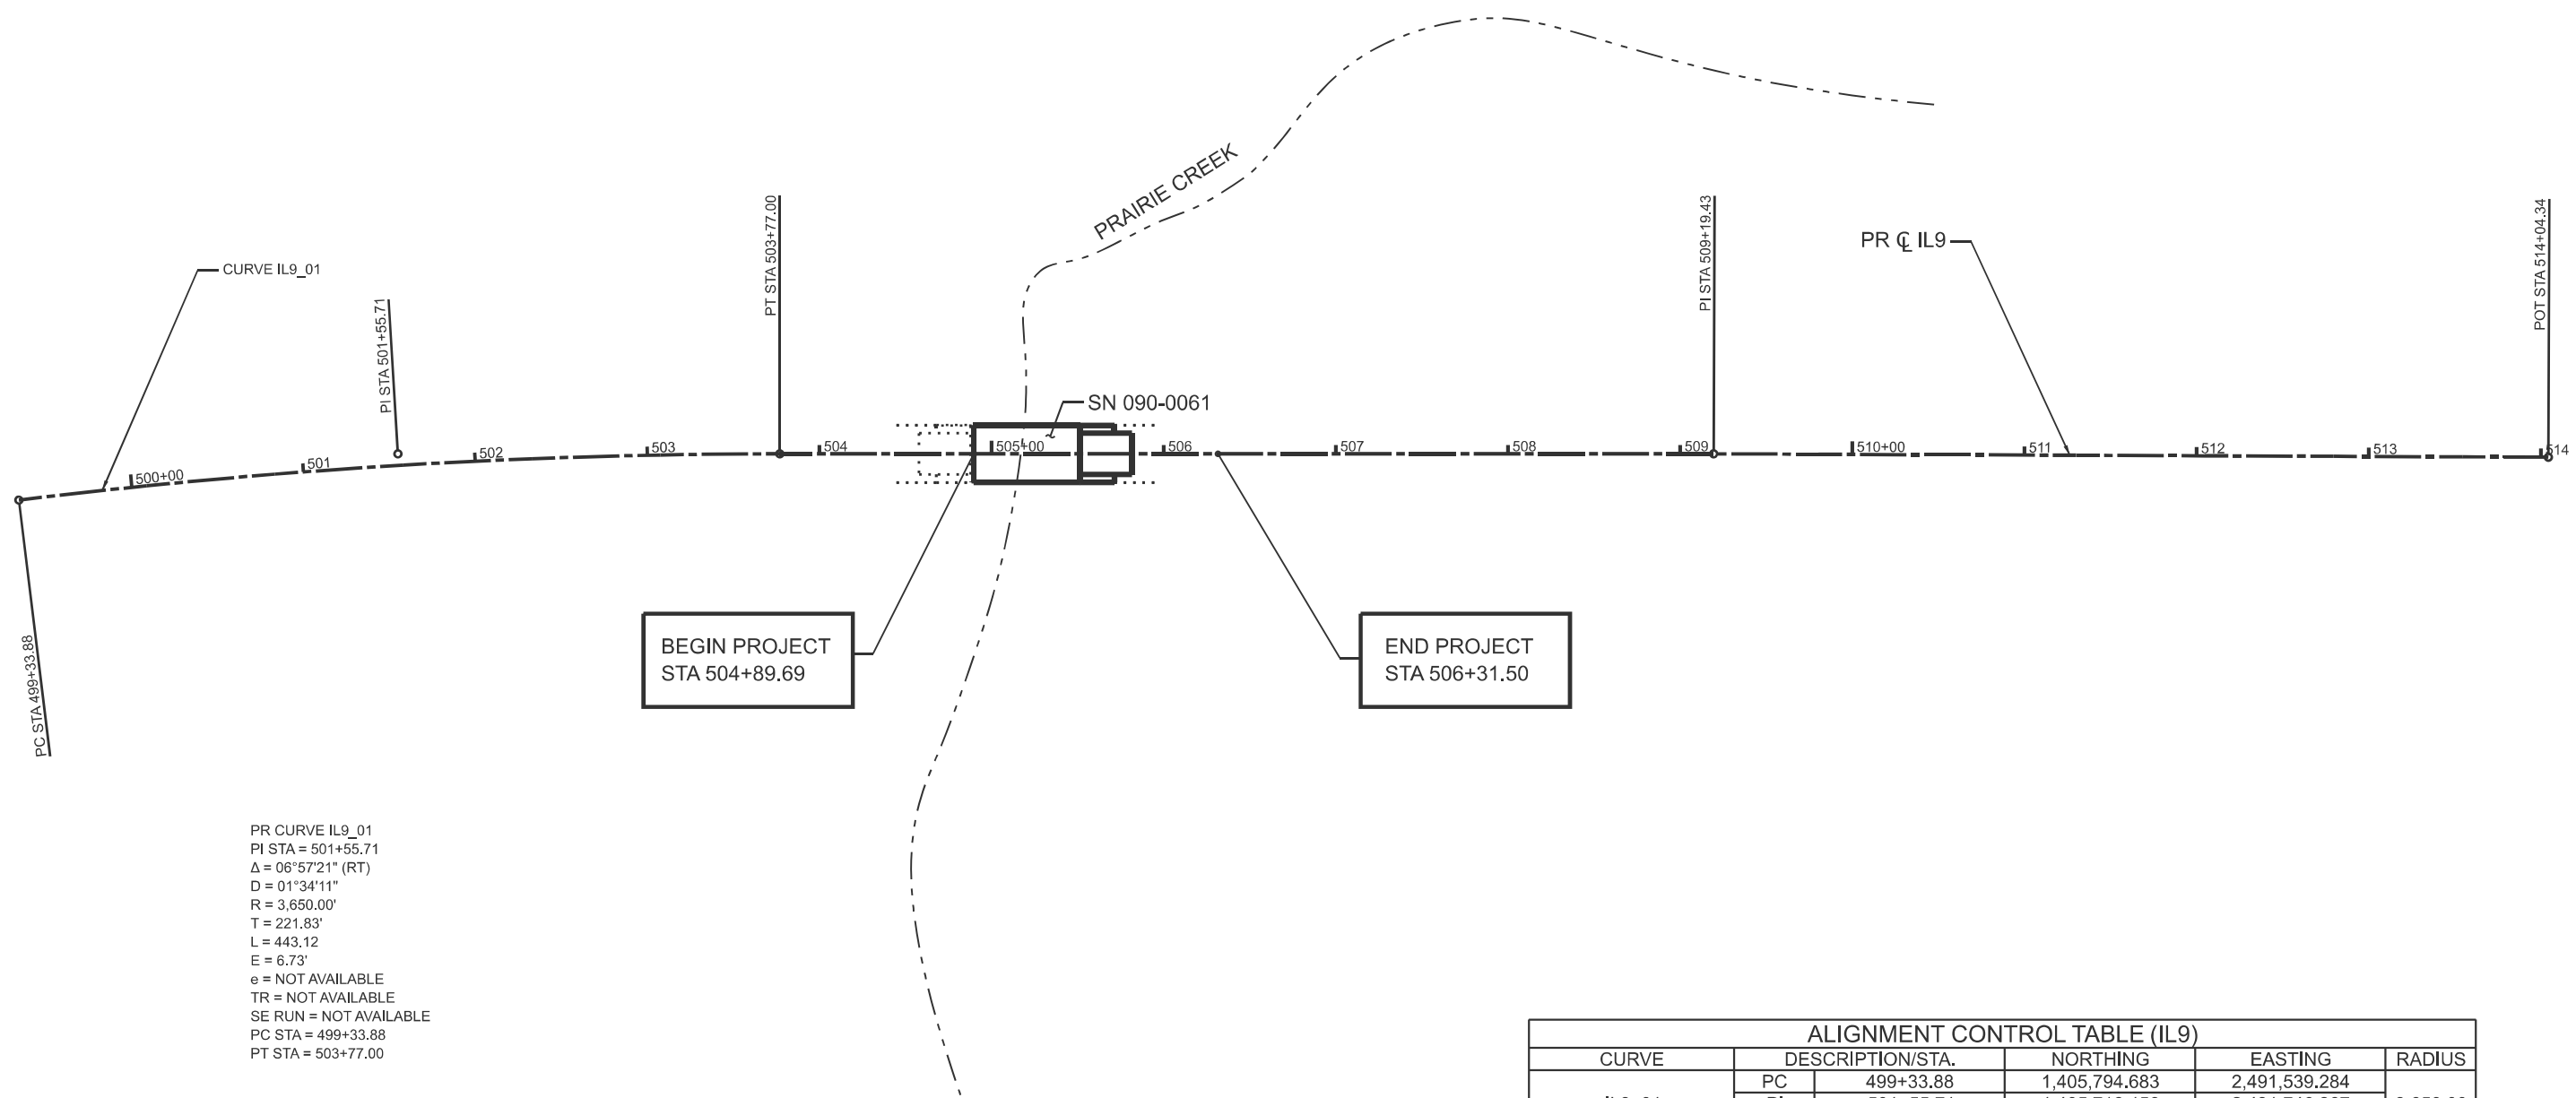 PRAIRIE CREEK
CURVE IL9_01
PI STA 501+55.71
PT STA 503+77.00
PI STA 509+19.43
PR ℄ IL9
POT STA 514+04.34
SN 090-0061
500+00
501
502
503
504
505+00
506
507
508
509
510+00
511
512
513
514
PC STA 499+33.88
BEGIN PROJECT
STA 504+89.69
END PROJECT
STA 506+31.50
PR CURVE IL9_01
PI STA = 501+55.71
Δ = 06°57'21" (RT)
D = 01°34'11"
R = 3,650.00'
T = 221.83'
L = 443.12
E = 6.73'
e = NOT AVAILABLE
TR = NOT AVAILABLE
SE RUN = NOT AVAILABLE
PC STA = 499+33.88
PT STA = 503+77.00
ALIGNMENT CONTROL TABLE (IL9)
CURVE DESCRIPTION/STA. NORTHING EASTING RADIUS
PC 499+33.88 1,405,794.683 2,491,539.284